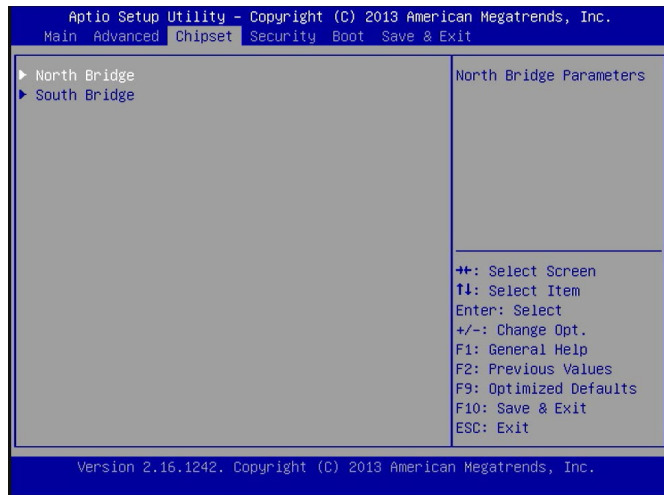 Aptio Setup Utility – Copyright (C) 2013 American Megatrends, Inc.
Main Advanced Chipset Security Boot Save & Exit
North Bridge
South Bridge
North Bridge Parameters
→←: Select Screen
↑↓: Select Item
Enter: Select
+/-: Change Opt.
F1: General Help
F2: Previous Values
F9: Optimized Defaults
F10: Save & Exit
ESC: Exit
Version 2.16.1242. Copyright (C) 2013 American Megatrends, Inc.